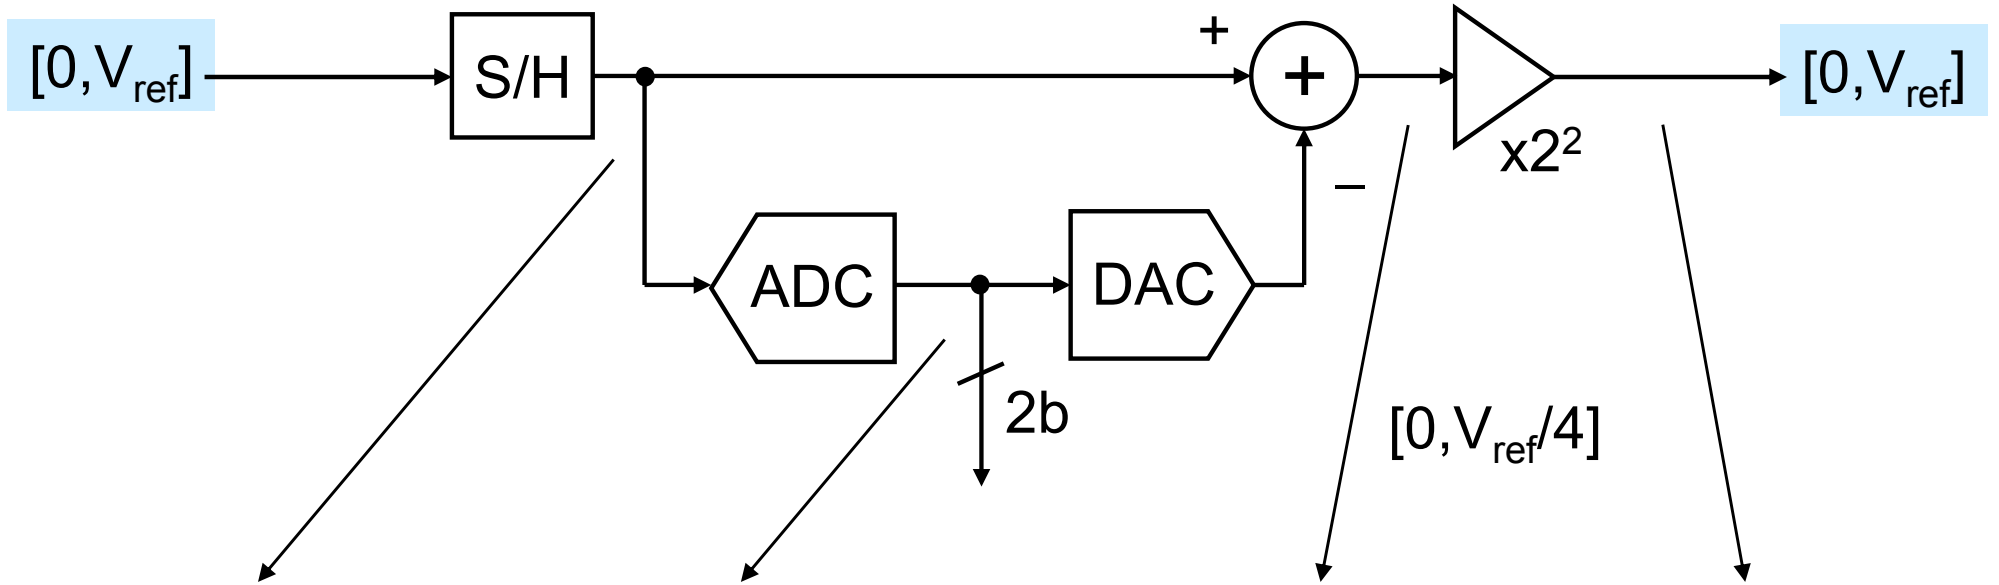 [0,Vref]
S/H
+
+
[0,Vref]
x2²
−
ADC
DAC
2b
[0,Vref/4]